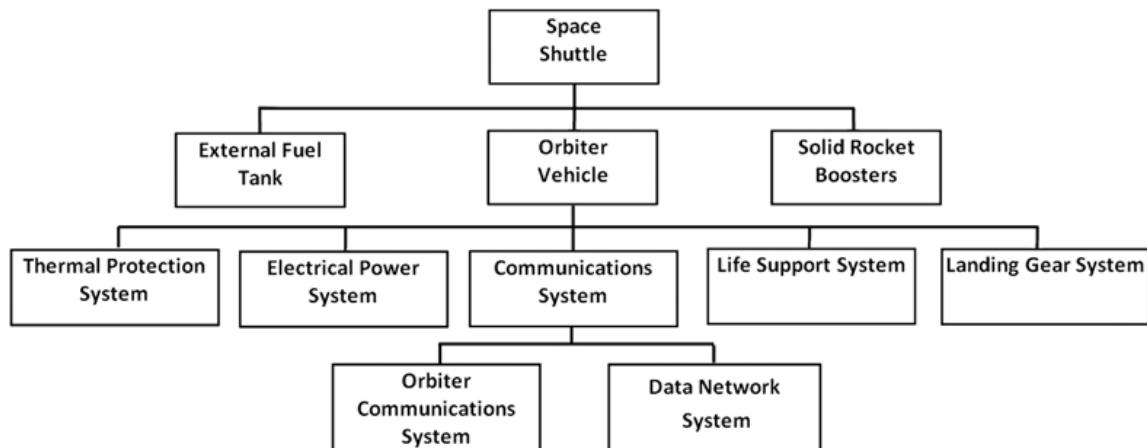 Space
Shuttle
External Fuel
Tank
Orbiter
Vehicle
Solid Rocket
Boosters
Thermal Protection
System
Electrical Power
System
Communications
System
Life Support System
Landing Gear System
Orbiter
Communications
System
Data Network
System